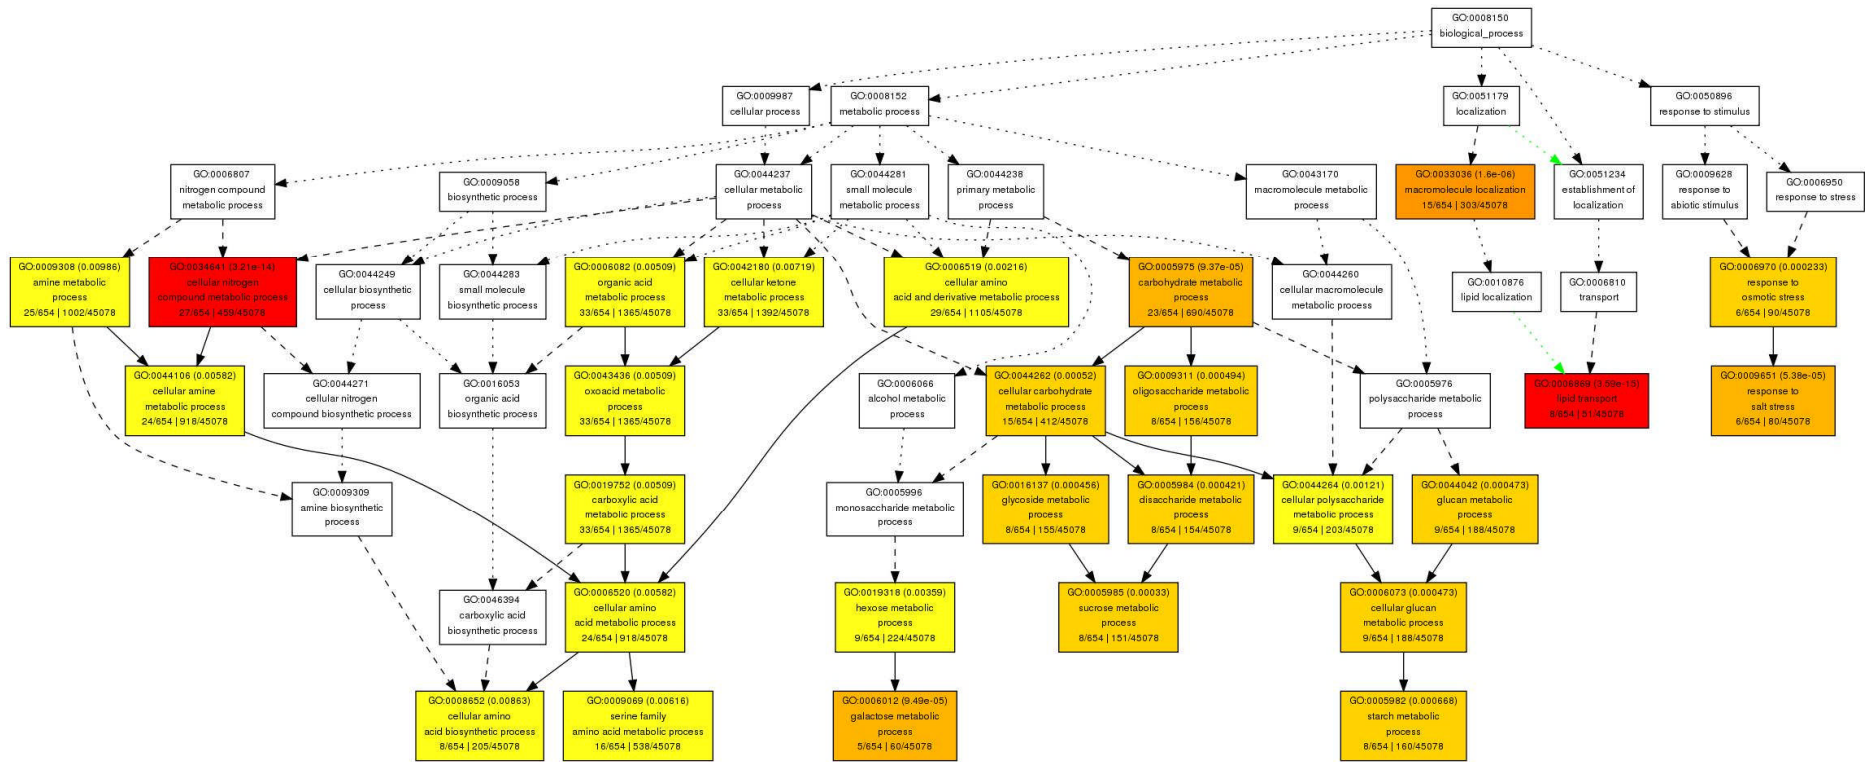 GO:0008150
biological_process
GO:0009987
cellular process
GO:0008152
metabolic process
GO:0051179
localization
GO:0050896
response to stimulus
GO:0006807
nitrogen compound
metabolic process
GO:0009058
biosynthetic process
GO:0044237
cellular metabolic
process
GO:0044281
small molecule
metabolic process
GO:0044238
primary metabolic
process
GO:0043170
macromolecule metabolic
process
GO:0033036 (1.6e-06)
macromolecule localization
15/654 | 303/45078
GO:0051234
establishment of
localization
GO:0009628
response to
abiotic stimulus
GO:0006950
response to stress
GO:0009308 (0.00986)
amine metabolic
process
25/654 | 1002/45078
GO:0034641 (3.21e-14)
cellular nitrogen
compound metabolic process
27/654 | 459/45078
GO:0044249
cellular biosynthetic
process
GO:0044283
small molecule
biosynthetic process
GO:0006082 (0.00509)
organic acid
metabolic process
33/654 | 1365/45078
GO:0042180 (0.00719)
cellular ketone
metabolic process
33/654 | 1392/45078
GO:0006519 (0.00216)
cellular amino
acid and derivative metabolic process
29/654 | 1105/45078
GO:0005975 (9.37e-05)
carbohydrate metabolic
process
23/654 | 690/45078
GO:0044260
cellular macromolecule
metabolic process
GO:0010876
lipid localization
GO:0006810
transport
GO:0006970 (0.000233)
response to
osmotic stress
6/654 | 90/45078
GO:0044106 (0.00582)
cellular amine
metabolic process
24/654 | 918/45078
GO:0044271
cellular nitrogen
compound biosynthetic process
GO:0016053
organic acid
biosynthetic process
GO:0043436 (0.00509)
oxoacid metabolic
process
33/654 | 1365/45078
GO:0006066
alcohol metabolic
process
GO:0044262 (0.00052)
cellular carbohydrate
metabolic process
15/654 | 412/45078
GO:0009311 (0.000494)
oligosaccharide metabolic
process
8/654 | 156/45078
GO:0005976
polysaccharide metabolic
process
GO:0006869 (3.59e-15)
lipid transport
8/654 | 51/45078
GO:0009651 (5.38e-05)
response to
salt stress
6/654 | 80/45078
GO:0009309
amine biosynthetic
process
GO:0019752 (0.00509)
carboxylic acid
metabolic process
33/654 | 1365/45078
GO:0005996
monosaccharide metabolic
process
GO:0016137 (0.000456)
glycoside metabolic
process
8/654 | 155/45078
GO:0005984 (0.000421)
disaccharide metabolic
process
8/654 | 154/45078
GO:0044264 (0.00121)
cellular polysaccharide
metabolic process
9/654 | 203/45078
GO:0044042 (0.000473)
glucan metabolic
process
9/654 | 188/45078
GO:0046394
carboxylic acid
biosynthetic process
GO:0006520 (0.00582)
cellular amino
acid metabolic process
24/654 | 918/45078
GO:0019318 (0.00359)
hexose metabolic
process
9/654 | 224/45078
GO:0005985 (0.00033)
sucrose metabolic
process
8/654 | 151/45078
GO:0006073 (0.000473)
cellular glucan
metabolic process
9/654 | 188/45078
GO:0008652 (0.00863)
cellular amino
acid biosynthetic process
8/654 | 205/45078
GO:0009069 (0.00616)
serine family
amino acid metabolic process
16/654 | 538/45078
GO:0006012 (9.49e-05)
galactose metabolic
process
5/654 | 60/45078
GO:0005982 (0.000668)
starch metabolic
process
8/654 | 160/45078